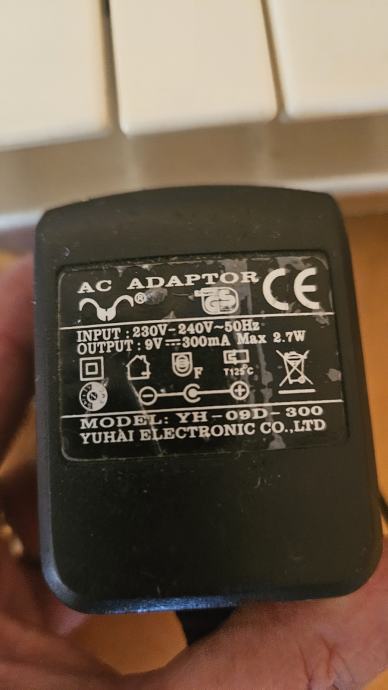 AC ADAPTOR CE
® GS
INPUT : 230V-240V~50Hz
OUTPUT : 9V⎓300mA Max 2.7W
F T125°C
− +
MODEL: YH-09D-300
YUHAI ELECTRONIC CO.,LTD